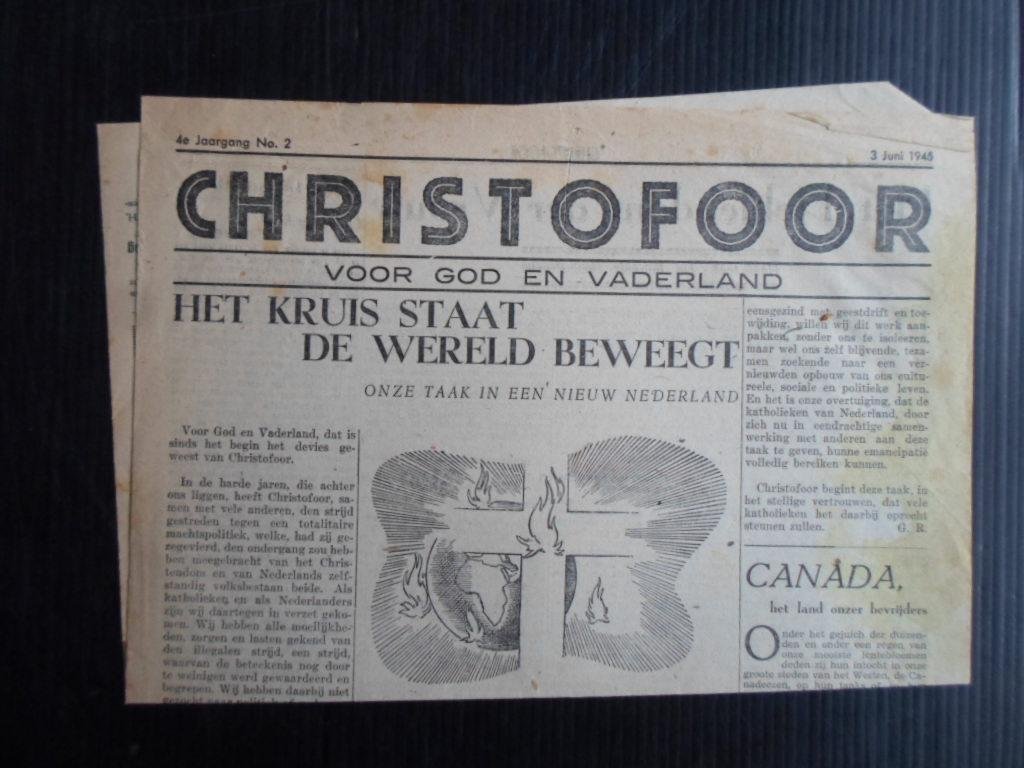 4e Jaargang No. 2
3 Juni 1945
CHRISTOFOOR
VOOR GOD EN VADERLAND
HET KRUIS STAAT
DE WERELD BEWEEGT
ONZE TAAK IN EEN NIEUW NEDERLAND
Voor God en Vaderland, dat is
sinds het begin het devies ge-
weest van Christofoor.
In de harde jaren, die achter
ons liggen, heeft Christofoor, sa-
men met vele anderen, den strijd
gestreden tegen een totalitaire
machtspolitiek, welke, had zij ge-
zegevierd, den ondergang zou heb-
ben meegebracht van het Chris-
tendom en van Nederlands zelf-
standig volksbestaan beide. Als
katholieken en als Nederlanders
zijn wij daartegen in verzet geko-
men. Wij hebben alle moeilijkhe-
den, zorgen en lasten gekend van
den illegalen strijd, een strijd,
waarvan de beteekenis nog door
te weinigen werd gewaardeerd en
begrepen. Wij hebben daarbij niet
eensgezind met geestdrift en toe-
wijding, willen wij dit werk aan-
pakken, zonder ons te isoleeren,
maar wel ons zelf blijvende, teza-
men zoekende naar een ver-
nieuwden opbouw van ons cultu-
reele, sociale en politieke leven.
En het is onze overtuiging, dat de
katholieken van Nederland, door
zich nu in eendrachtige samen-
werking met anderen aan deze
taak te geven, hunne emancipatie
volledig bereiken kunnen.
Christofoor begint deze taak, in
het stellige vertrouwen, dat vele
katholieken het daarbij oprecht
steunen zullen. G. R.
CANADA,
het land onzer bevrijders
Onder het gejuich der duizen-
den en onder een regen van
onze mooiste lentebloemen
deden zij hun intocht in onze
groote steden van het Westen, de Ca-
nadeezen, op hun tanks